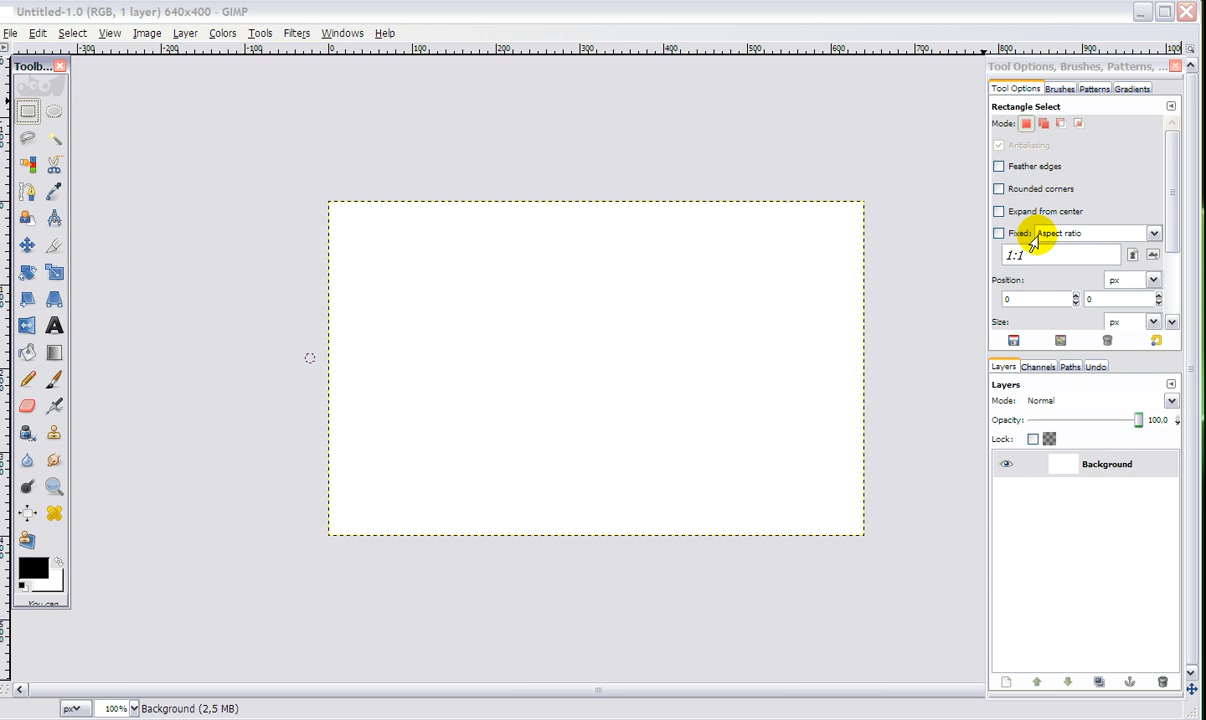 Untitled-1.0 (RGB, 1 layer) 640x400 - GIMP
File Edit Select View Image Layer Colors Tools Filters Windows Help
-300 -200 -100 0 100 200 300 400 500 600 700 800 900 1000
Toolb...
Tool Options, Brushes, Patterns, ...
Tool Options Brushes Patterns Gradients
Rectangle Select
Mode:
Antialiasing
Feather edges
Rounded corners
Expand from center
Fixed: Aspect ratio
1:1
Position: px
0 0
Size: px
Layers Channels Paths Undo
Layers
Mode: Normal
Opacity: 100,0
Lock:
Background
You can
px 100% Background (2,5 MB)